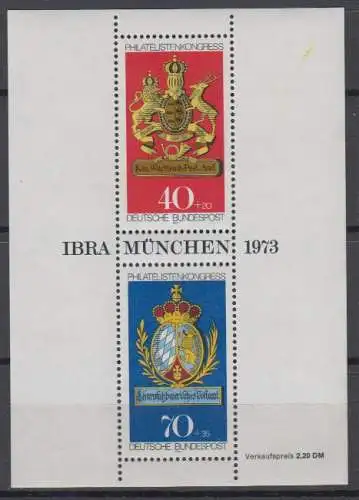 PHILATELISTENKONGRESS
40+20
DEUTSCHE BUNDESPOST
IBRA MÜNCHEN 1973
PHILATELISTENKONGRESS
70+35
DEUTSCHE BUNDESPOST
Verkaufspreis 2,20 DM